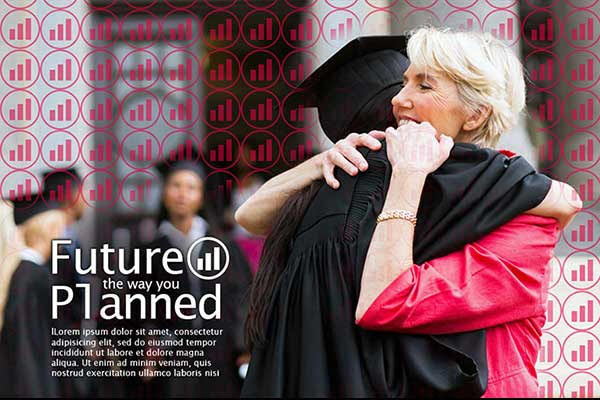 Future
the way you
Planned
Lorem ipsum dolor sit amet, consectetur
adipisicing elit, sed do eiusmod tempor
incididunt ut labore et dolore magna
aliqua. Ut enim ad minim veniam, quis
nostrud exercitation ullamco laboris nisi